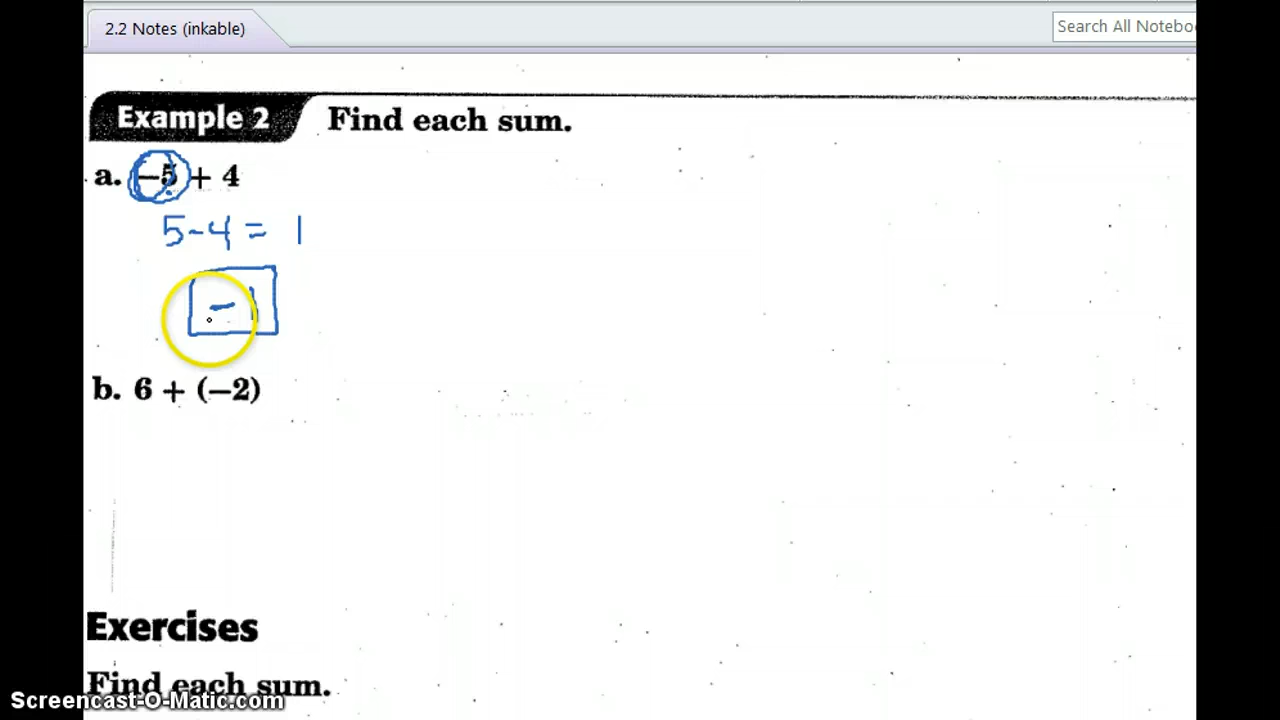 2.2 Notes (inkable)
Search All Notebo
Example 2 Find each sum.
a. −5 + 4
5-4 = 1
-1
b. 6 + (−2)
Exercises
Find each sum.
Screencast-O-Matic.com